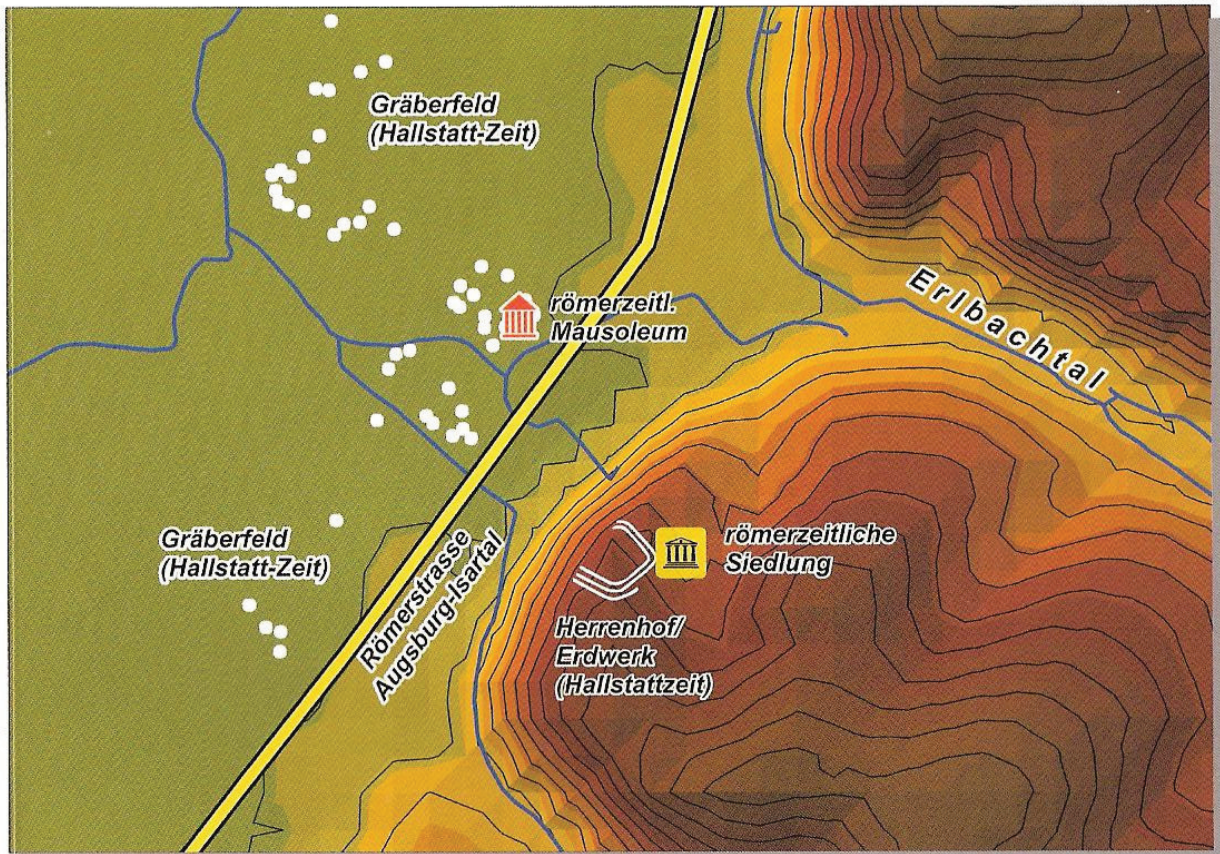 Gräberfeld
(Hallstatt-Zeit)
römerzeitl.
Mausoleum
Erlbachtal
Gräberfeld
(Hallstatt-Zeit)
Römerstrasse
Augsburg-Isartal
römerzeitliche
Siedlung
Herrenhof/
Erdwerk
(Hallstattzeit)